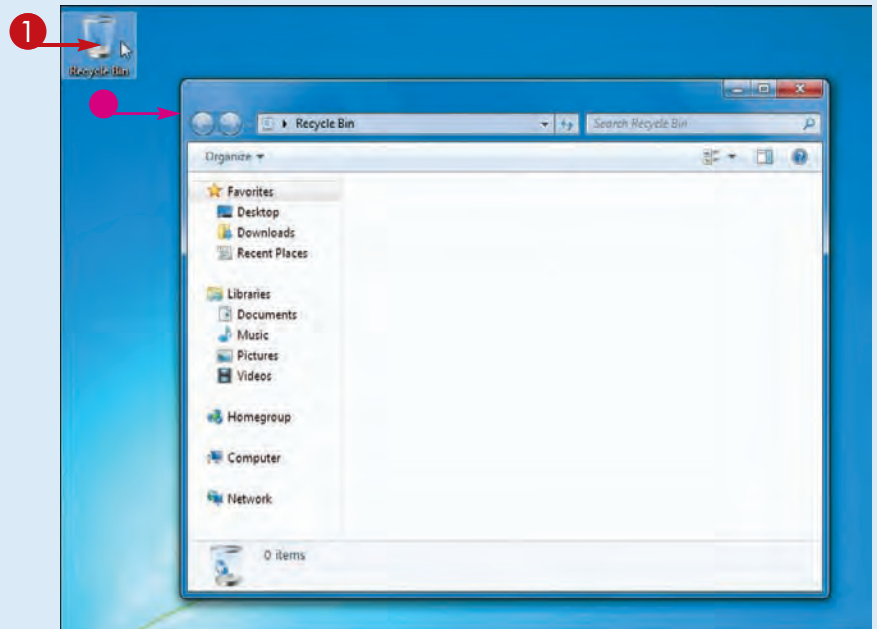 1
Recycle Bin
Recycle Bin
Search Recycle Bin
Organize
Favorites
Desktop
Downloads
Recent Places
Libraries
Documents
Music
Pictures
Videos
Homegroup
Computer
Network
0 items